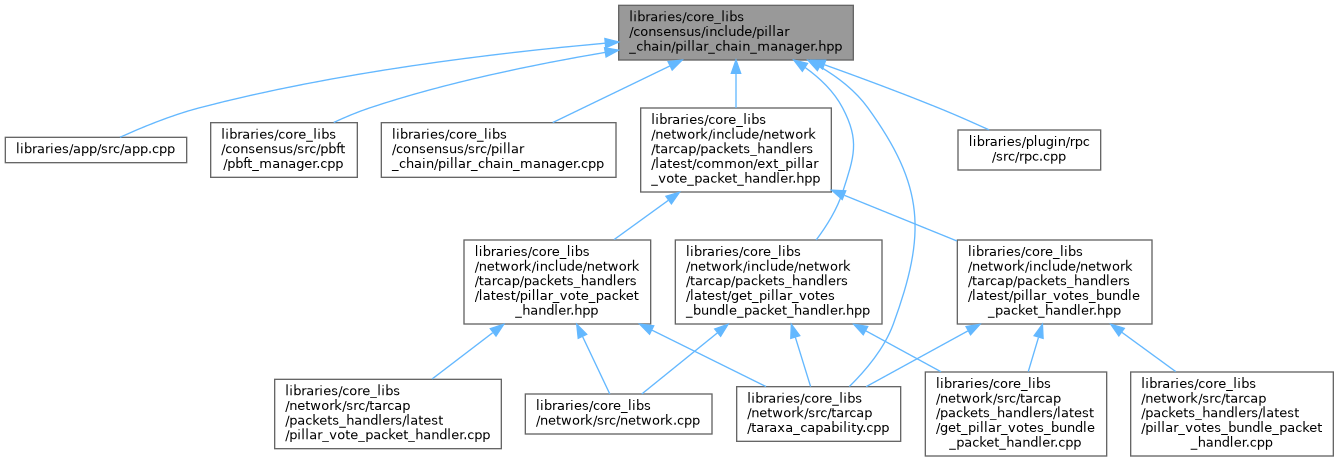 libraries/core_libs
/consensus/include/pillar
_chain/pillar_chain_manager.hpp
libraries/app/src/app.cpp
libraries/core_libs
/consensus/src/pbft
/pbft_manager.cpp
libraries/core_libs
/consensus/src/pillar
_chain/pillar_chain_manager.cpp
libraries/core_libs
/network/include/network
/tarcap/packets_handlers
/latest/common/ext_pillar
_vote_packet_handler.hpp
libraries/plugin/rpc
/src/rpc.cpp
libraries/core_libs
/network/include/network
/tarcap/packets_handlers
/latest/pillar_vote_packet
_handler.hpp
libraries/core_libs
/network/include/network
/tarcap/packets_handlers
/latest/get_pillar_votes
_bundle_packet_handler.hpp
libraries/core_libs
/network/include/network
/tarcap/packets_handlers
/latest/pillar_votes_bundle
_packet_handler.hpp
libraries/core_libs
/network/src/tarcap
/packets_handlers/latest
/pillar_vote_packet_handler.cpp
libraries/core_libs
/network/src/network.cpp
libraries/core_libs
/network/src/tarcap
/taraxa_capability.cpp
libraries/core_libs
/network/src/tarcap
/packets_handlers/latest
/get_pillar_votes_bundle
_packet_handler.cpp
libraries/core_libs
/network/src/tarcap
/packets_handlers/latest
/pillar_votes_bundle_packet
_handler.cpp